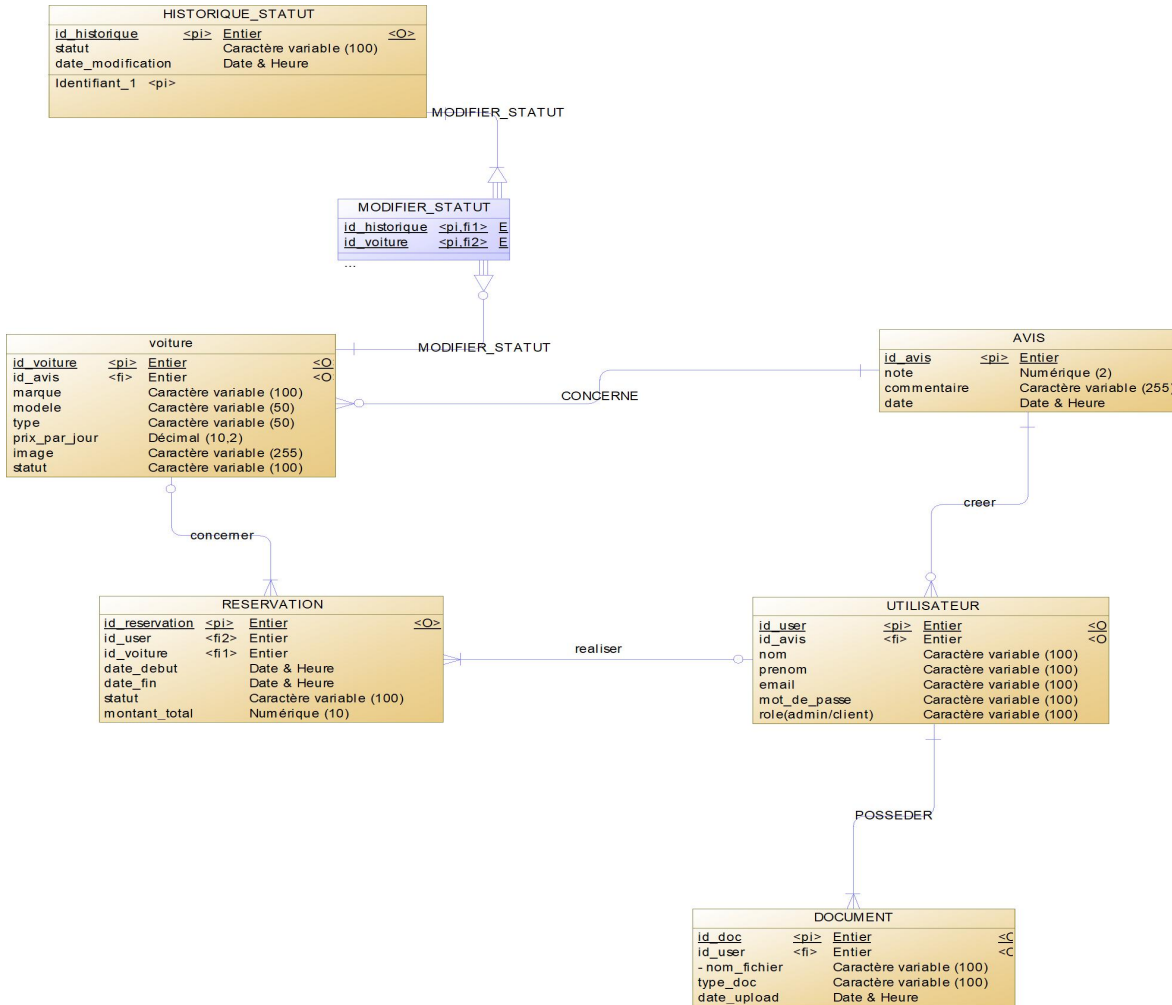 HISTORIQUE_STATUT
id_historique <pi> Entier <O>
statut Caractère variable (100)
date_modification Date & Heure
Identifiant_1 <pi>
MODIFIER_STATUT
MODIFIER_STATUT
id_historique <pi,fi1> E
id_voiture <pi,fi2> E
...
MODIFIER_STATUT
voiture
id_voiture <pi> Entier <O
id_avis <fi> Entier <O
marque Caractère variable (100)
modele Caractère variable (50)
type Caractère variable (50)
prix_par_jour Décimal (10,2)
image Caractère variable (255)
statut Caractère variable (100)
CONCERNE
AVIS
id_avis <pi> Entier
note Numérique (2)
commentaire Caractère variable (255)
date Date & Heure
creer
concerner
RESERVATION
id_reservation <pi> Entier <O>
id_user <fi2> Entier
id_voiture <fi1> Entier
date_debut Date & Heure
date_fin Date & Heure
statut Caractère variable (100)
montant_total Numérique (10)
realiser
UTILISATEUR
id_user <pi> Entier <O
id_avis <fi> Entier <O
nom Caractère variable (100)
prenom Caractère variable (100)
email Caractère variable (100)
mot_de_passe Caractère variable (100)
role(admin/client) Caractère variable (100)
POSSEDER
DOCUMENT
id_doc <pi> Entier <O
id_user <fi> Entier <O
- nom_fichier Caractère variable (100)
type_doc Caractère variable (100)
date_upload Date & Heure